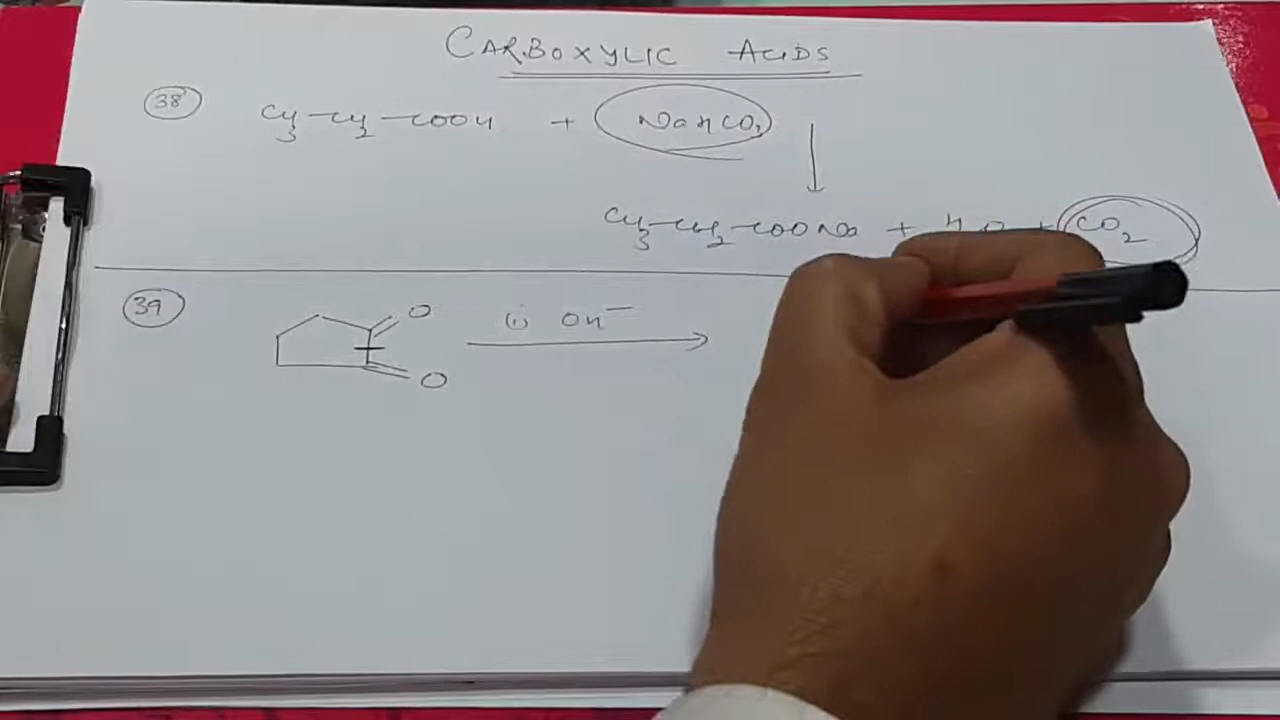 CARBOXYLIC ACIDS
38 CH3-CH2-COOH + NaHCO3
CH3-CH2-COONa + H2O + CO2
39 O (i) OH⁻
O